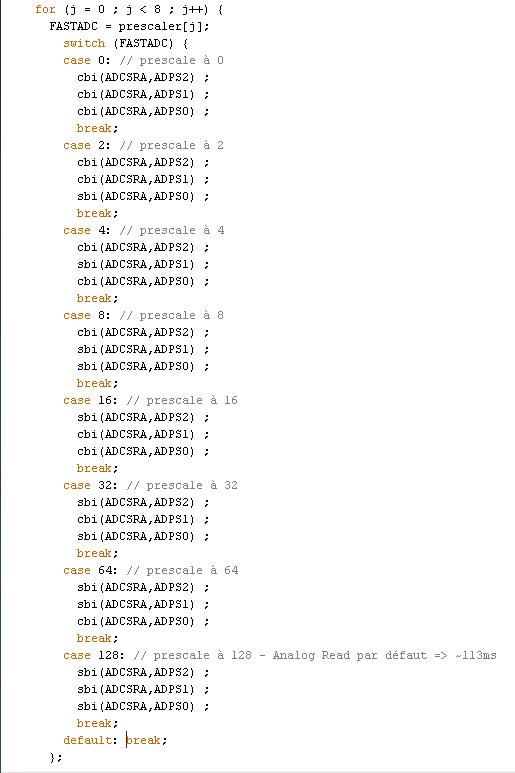 for (j = 0 ; j < 8 ; j++) {
FASTADC = prescaler[j];
switch (FASTADC) {
case 0: // prescale à 0
cbi(ADCSRA,ADPS2) ;
cbi(ADCSRA,ADPS1) ;
cbi(ADCSRA,ADPS0) ;
break;
case 2: // prescale à 2
cbi(ADCSRA,ADPS2) ;
cbi(ADCSRA,ADPS1) ;
sbi(ADCSRA,ADPS0) ;
break;
case 4: // prescale à 4
cbi(ADCSRA,ADPS2) ;
sbi(ADCSRA,ADPS1) ;
cbi(ADCSRA,ADPS0) ;
break;
case 8: // prescale à 8
cbi(ADCSRA,ADPS2) ;
sbi(ADCSRA,ADPS1) ;
sbi(ADCSRA,ADPS0) ;
break;
case 16: // prescale à 16
sbi(ADCSRA,ADPS2) ;
cbi(ADCSRA,ADPS1) ;
cbi(ADCSRA,ADPS0) ;
break;
case 32: // prescale à 32
sbi(ADCSRA,ADPS2) ;
cbi(ADCSRA,ADPS1) ;
sbi(ADCSRA,ADPS0) ;
break;
case 64: // prescale à 64
sbi(ADCSRA,ADPS2) ;
sbi(ADCSRA,ADPS1) ;
cbi(ADCSRA,ADPS0) ;
break;
case 128: // prescale à 128 - Analog Read par défaut => ~113ms
sbi(ADCSRA,ADPS2) ;
sbi(ADCSRA,ADPS1) ;
sbi(ADCSRA,ADPS0) ;
break;
default: break;
};